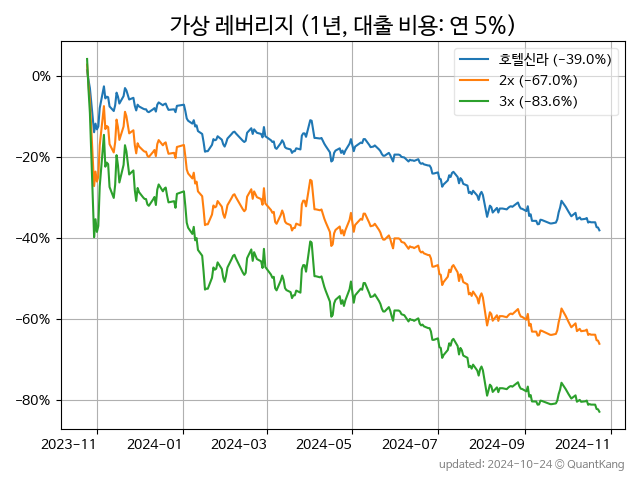 가상 레버리지 (1년, 대출 비용: 연 5%)
호텔신라 (−39.0%)
2x (−67.0%)
3x (−83.6%)
0%
−20%
−40%
−60%
−80%
2023−11 2024−01 2024−03 2024−05 2024−07 2024−09 2024−11
updated: 2024-10-24 © QuantKang